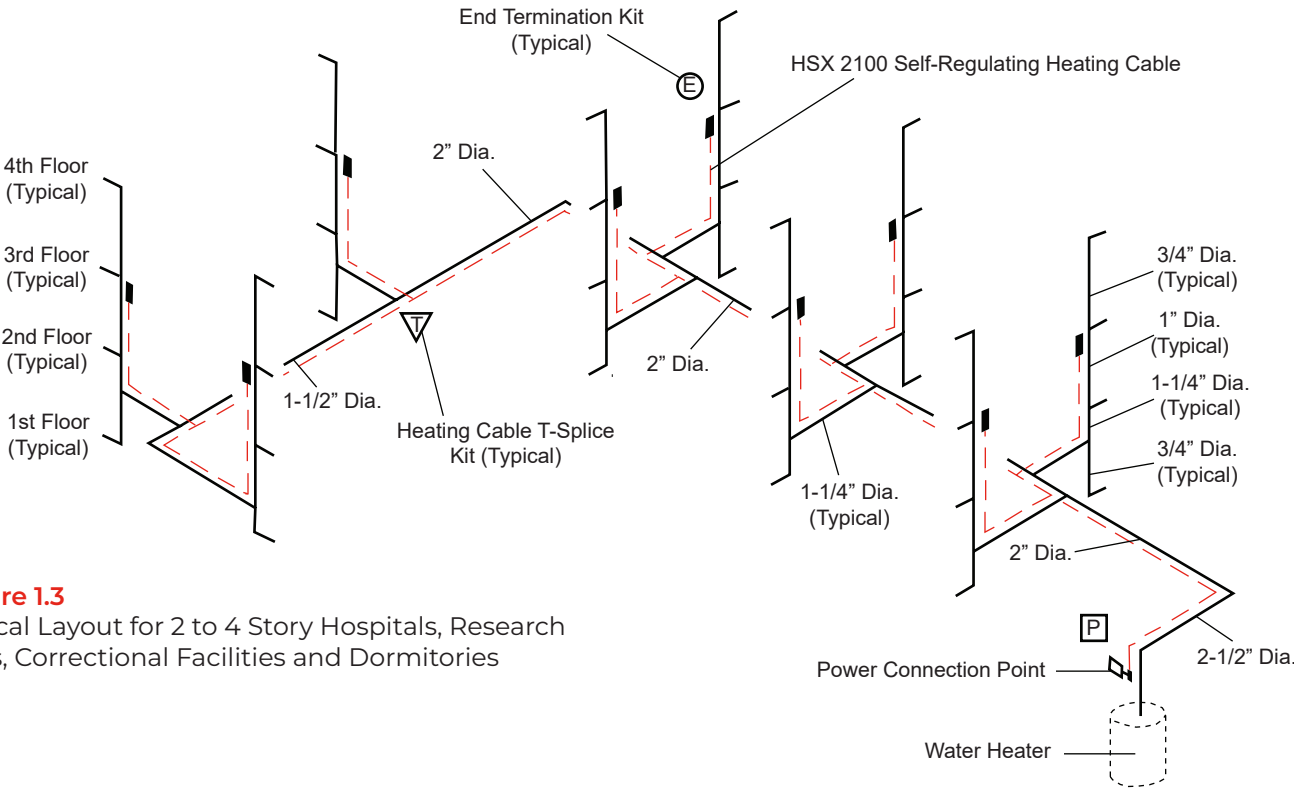 End Termination Kit
(Typical)
E
HSX 2100 Self-Regulating Heating Cable
4th Floor
(Typical)
2” Dia.
3rd Floor
(Typical)
3/4” Dia.
(Typical)
2nd Floor
(Typical)
T
1” Dia.
(Typical)
2” Dia.
1-1/2” Dia.
1-1/4” Dia.
(Typical)
1st Floor
(Typical)
Heating Cable T-Splice
Kit (Typical)
3/4” Dia.
(Typical)
1-1/4” Dia.
(Typical)
2” Dia.
re 1.3
cal Layout for 2 to 4 Story Hospitals, Research
s, Correctional Facilities and Dormitories
P
2-1/2” Dia.
Power Connection Point
Water Heater